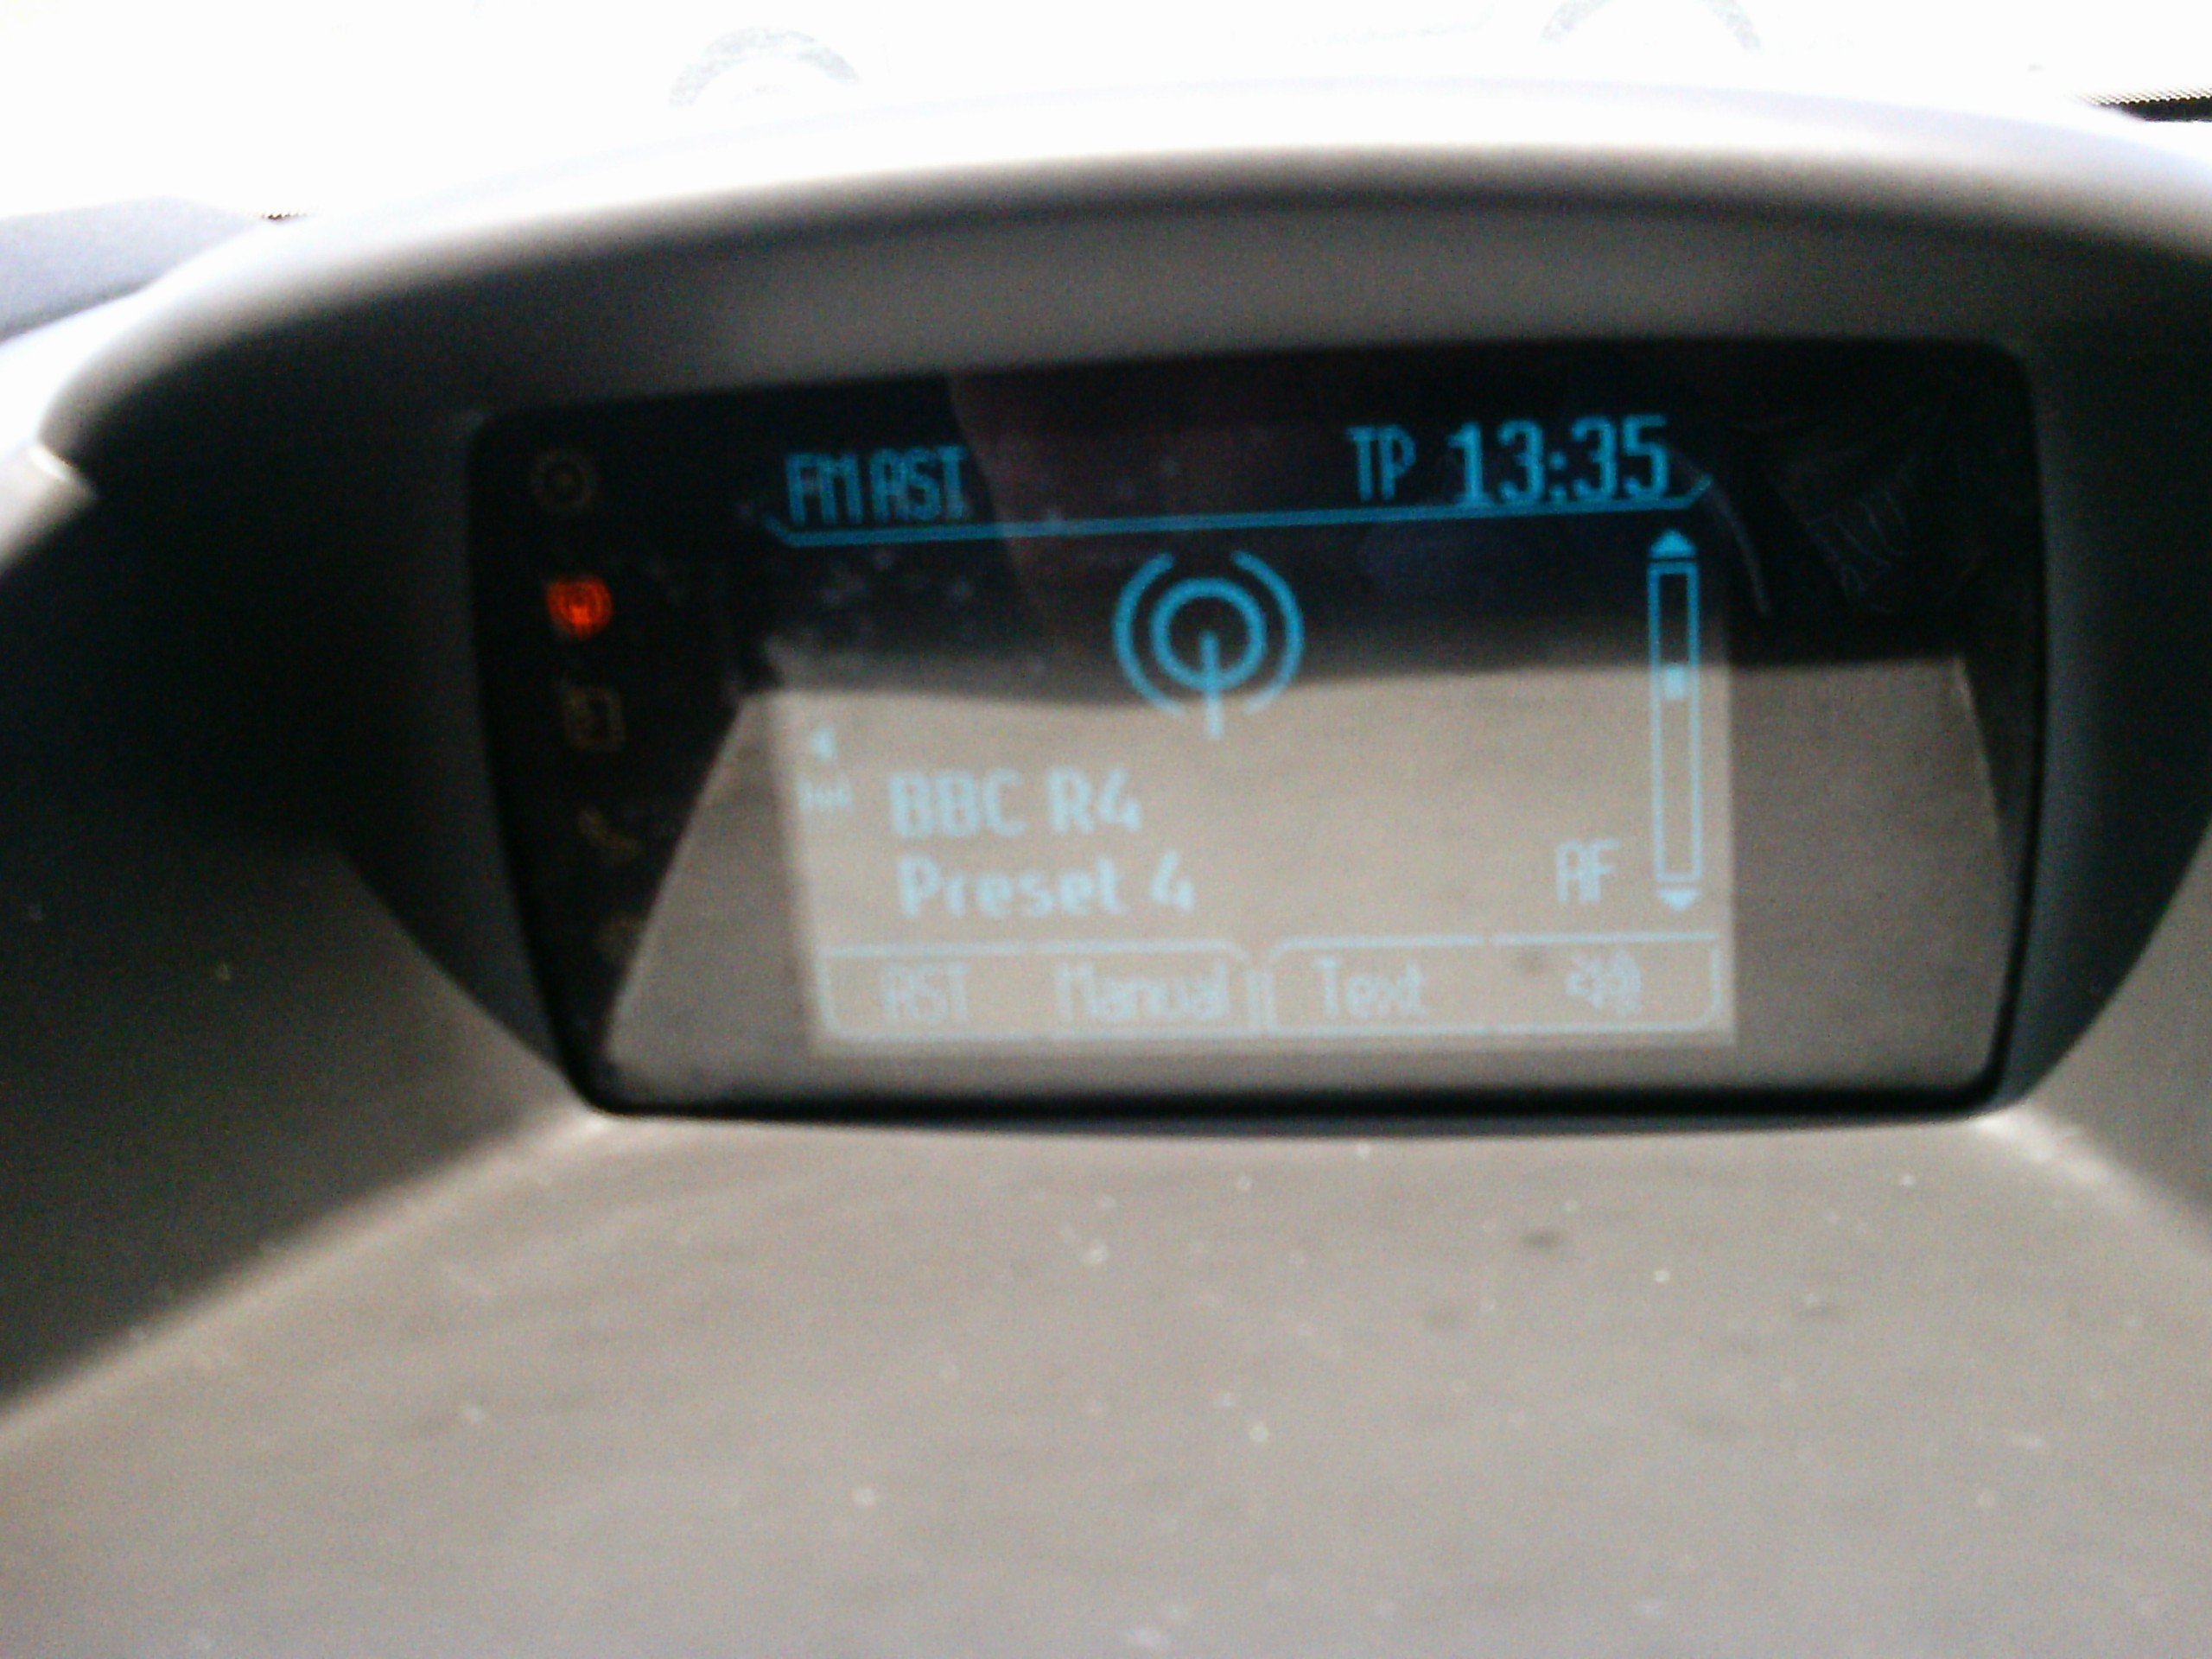 FM AST TP 13:35
BBC R4
Preset 4 AF
AST Manual Text